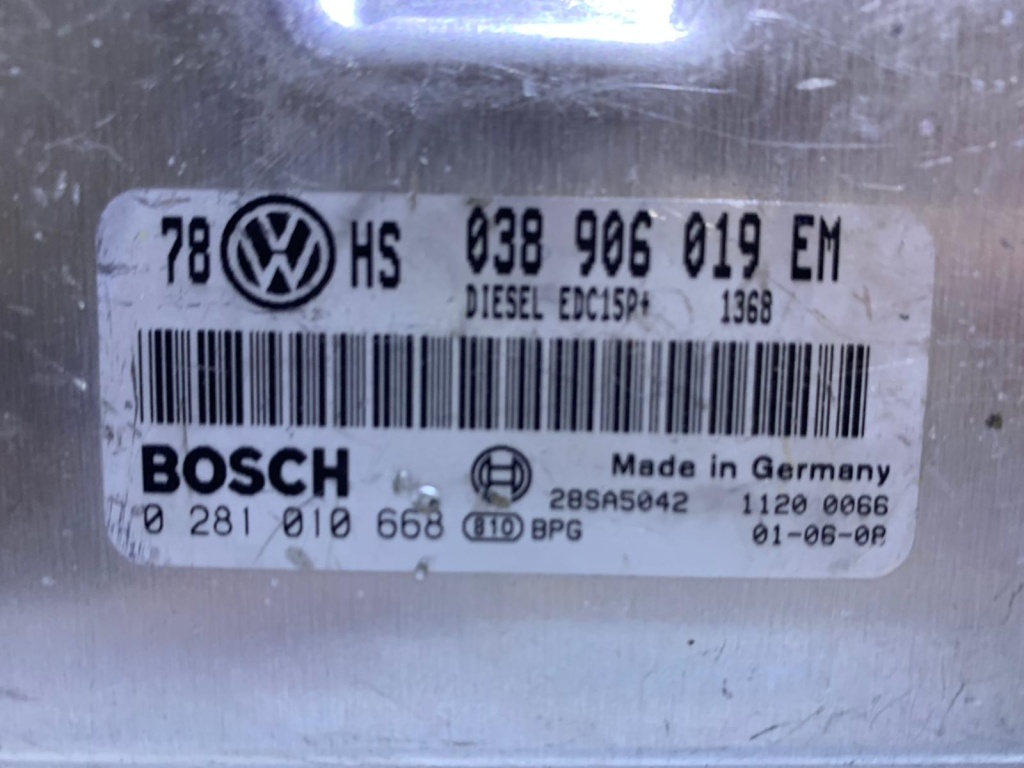 78 VW HS 038 906 019 EM
DIESEL EDC15P+ 1368
BOSCH Made in Germany
28SA5042 1120 0066
0 281 010 668 810 BPG 01-06-0P